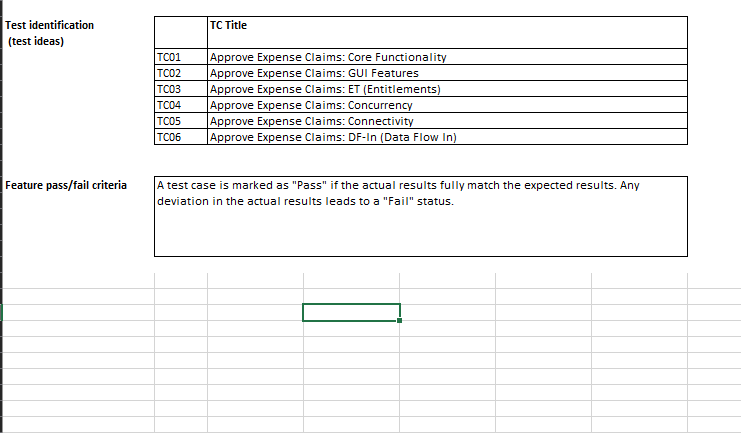 Test identification
(test ideas)
TC Title
TC01 Approve Expense Claims: Core Functionality
TC02 Approve Expense Claims: GUI Features
TC03 Approve Expense Claims: ET (Entitlements)
TC04 Approve Expense Claims: Concurrency
TC05 Approve Expense Claims: Connectivity
TC06 Approve Expense Claims: DF-In (Data Flow In)
Feature pass/fail criteria
A test case is marked as "Pass" if the actual results fully match the expected results. Any
deviation in the actual results leads to a "Fail" status.